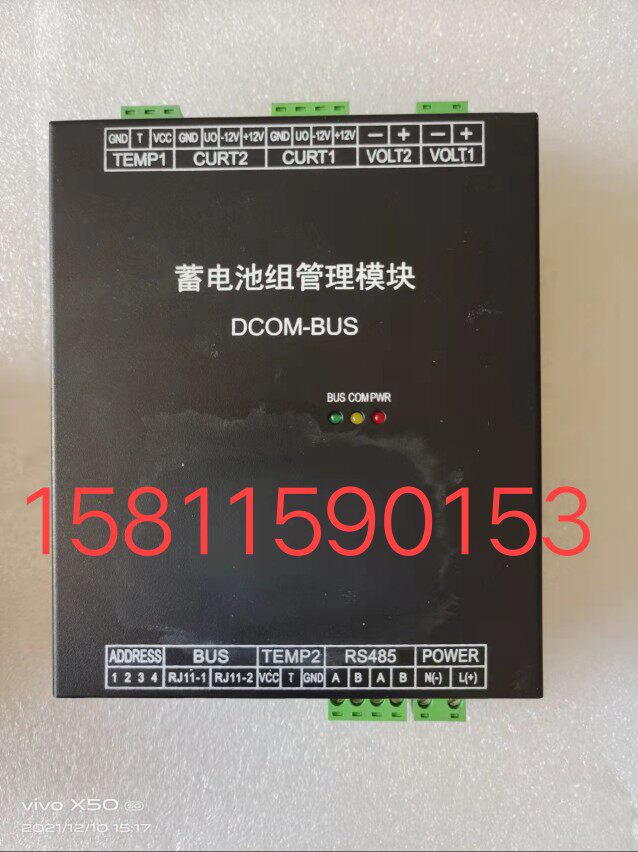 GND T VCC GND UO -12V +12V GND UO -12V +12V − + − +
TEMP1 CURT2 CURT1 VOLT2 VOLT1
蓄电池组管理模块
DCOM-BUS
BUS COM PWR
15811590153
ADDRESS BUS TEMP2 RS485 POWER
1 2 3 4 RJ11-1 RJ11-2 VCC T GND A B A B N(-) L(+)
vivo X50 5G
2021/12/10 15:17